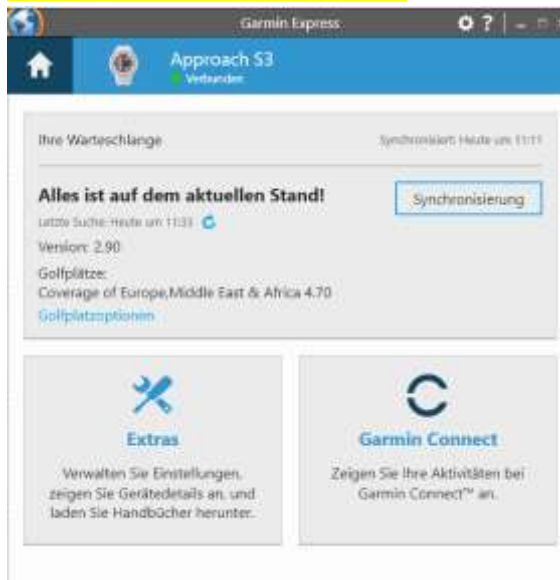 Garmin Express
?
Approach S3
Verbunden
Ihre Warteschlange
Synchronisiert: Heute um 11:11
Alles ist auf dem aktuellen Stand!
Synchronisierung
Letzte Suche: Heute um 11:33
Version: 2.90
Golfplätze:
Coverage of Europe,Middle East & Africa 4.70
Golfplatzoptionen
Extras
Verwalten Sie Einstellungen,
zeigen Sie Gerätedetails an, und
laden Sie Handbücher herunter.
Garmin Connect
Zeigen Sie Ihre Aktivitäten bei
Garmin Connect™ an.